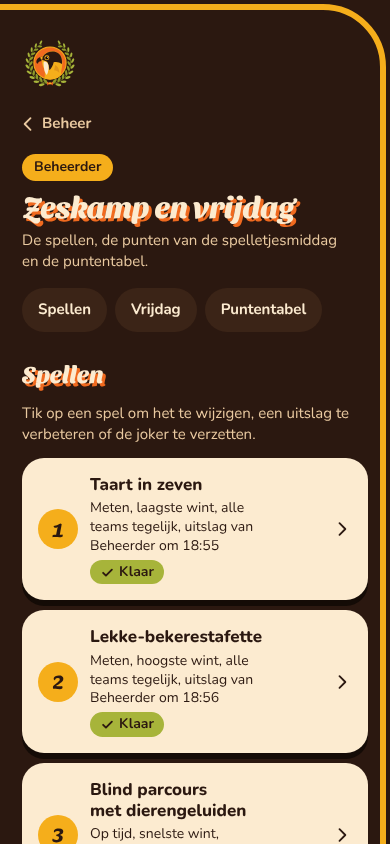 Beheer
Beheerder
Zeskamp en vrijdag
De spellen, de punten van de spelletjesmiddag
en de puntentabel.
Spellen
Vrijdag
Puntentabel
Spellen
Tik op een spel om het te wijzigen, een uitslag te
verbeteren of de joker te verzetten.
1
Taart in zeven
Meten, laagste wint, alle
teams tegelijk, uitslag van
Beheerder om 18:55
Klaar
2
Lekke-bekerestafette
Meten, hoogste wint, alle
teams tegelijk, uitslag van
Beheerder om 18:56
Klaar
3
Blind parcours
met dierengeluiden
Op tijd, snelste wint,